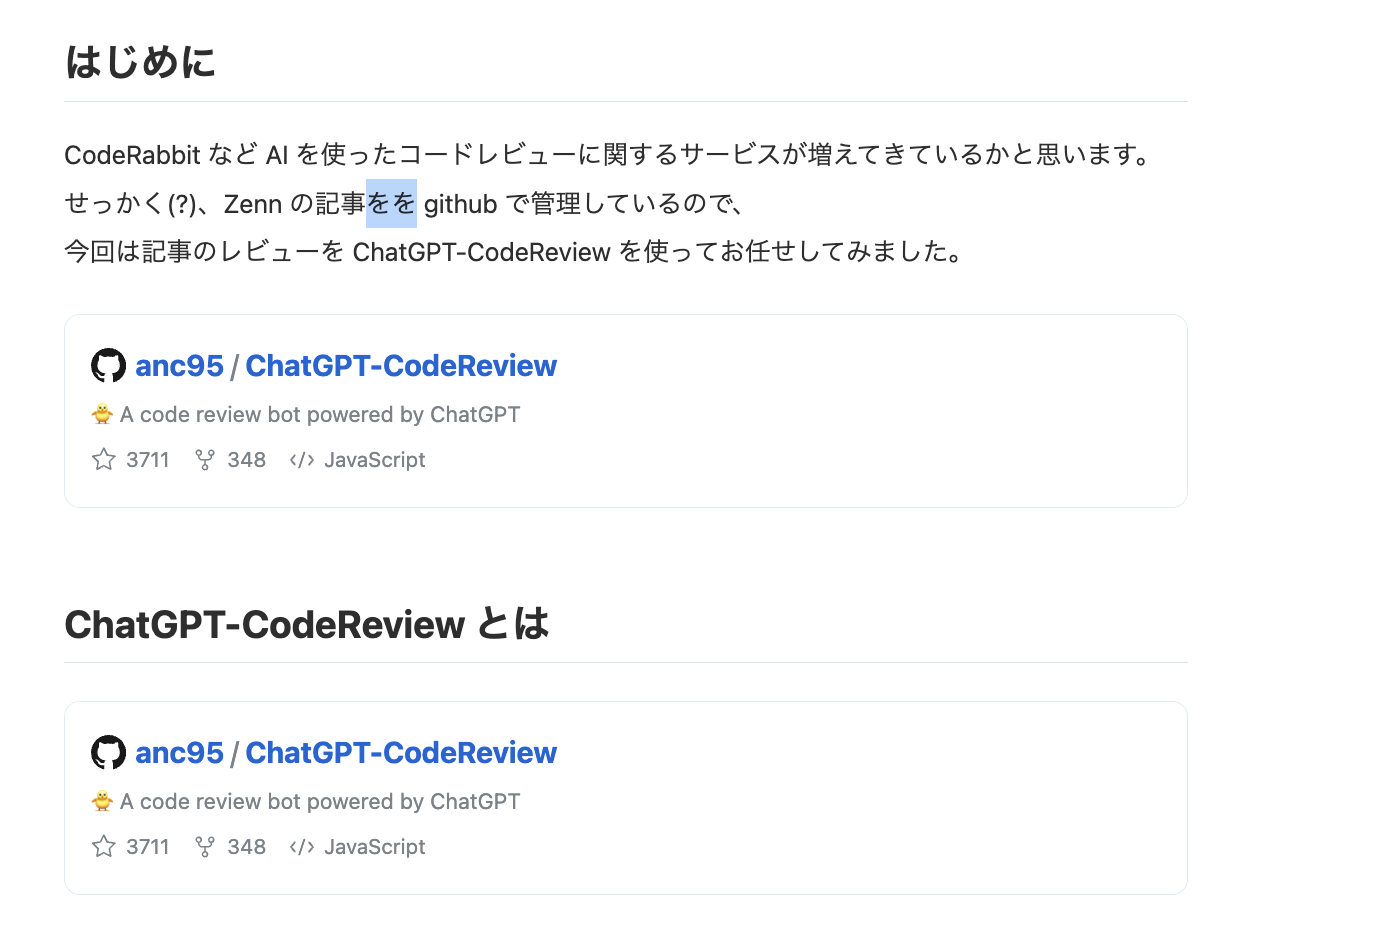 はじめに
CodeRabbit など AI を使ったコードレビューに関するサービスが増えてきているかと思います。
せっかく(?)、Zenn の記事をを github で管理しているので、
今回は記事のレビューを ChatGPT-CodeReview を使ってお任せしてみました。
anc95 / ChatGPT-CodeReview
🐥 A code review bot powered by ChatGPT
3711 348 </> JavaScript
ChatGPT-CodeReview とは
anc95 / ChatGPT-CodeReview
🐥 A code review bot powered by ChatGPT
3711 348 </> JavaScript